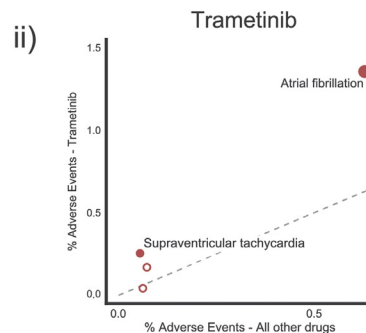 ii)
Trametinib
1.5
Atrial fibrillation
1.0
% Adverse Events - Trametinib
0.5
Supraventricular tachycardia
0.0
0.0
0.5
% Adverse Events - All other drugs